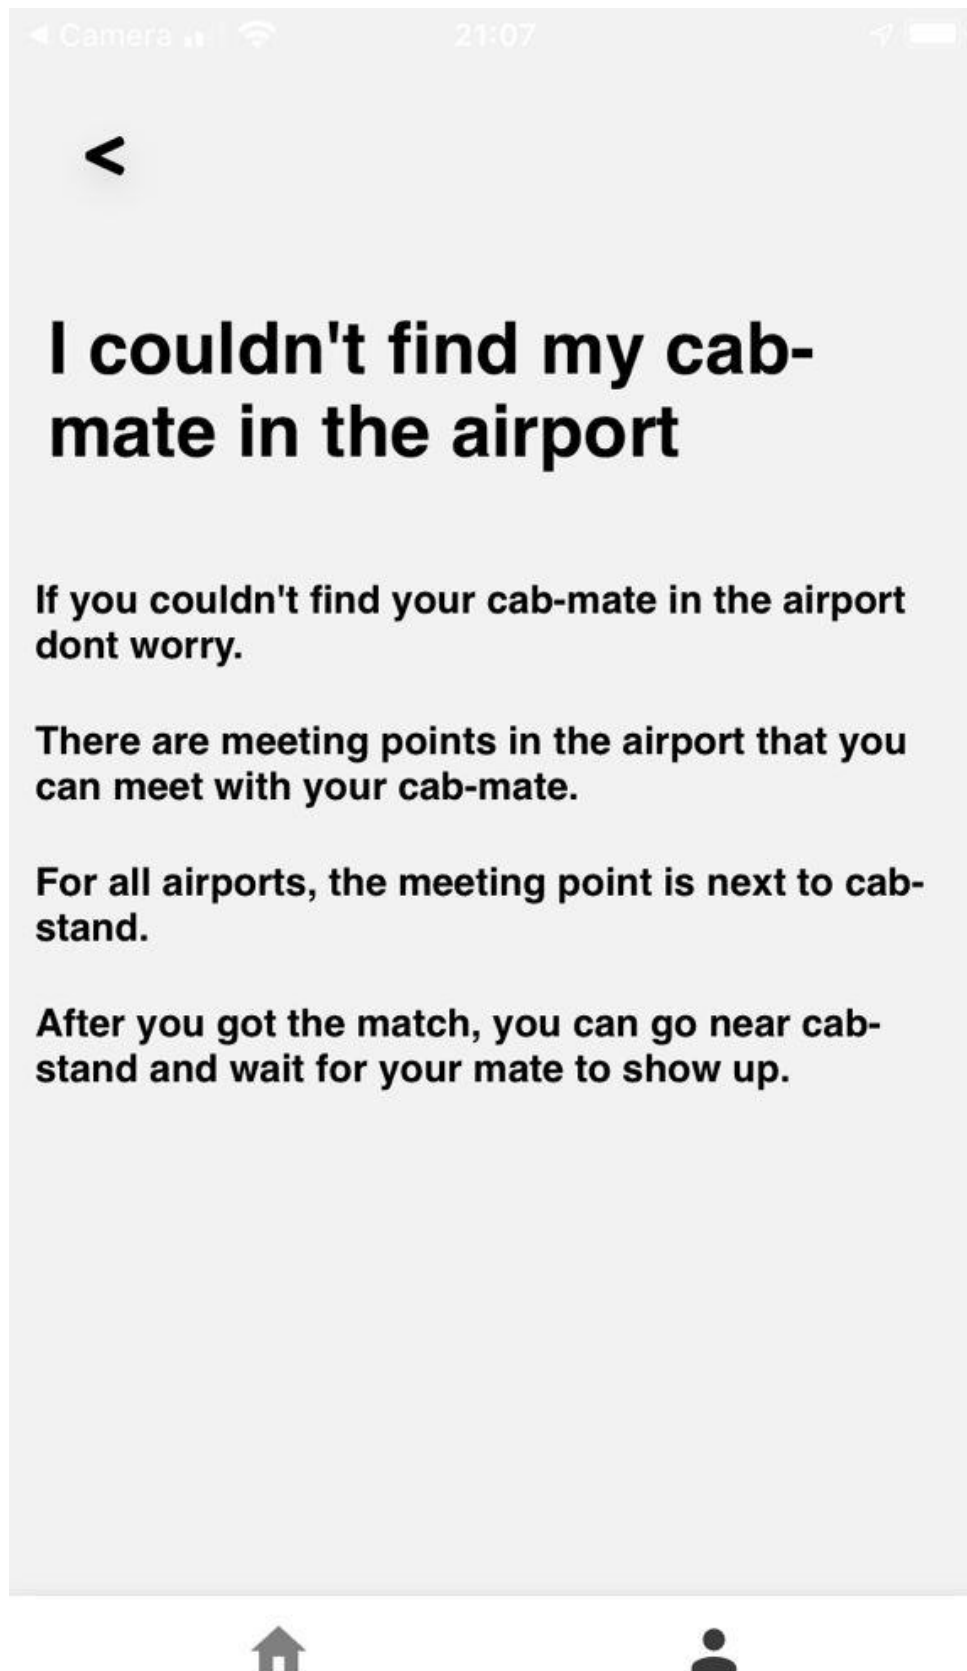 ◀ Camera 21:07
<
I couldn't find my cab-
mate in the airport
If you couldn't find your cab-mate in the airport
dont worry.
There are meeting points in the airport that you
can meet with your cab-mate.
For all airports, the meeting point is next to cab-
stand.
After you got the match, you can go near cab-
stand and wait for your mate to show up.